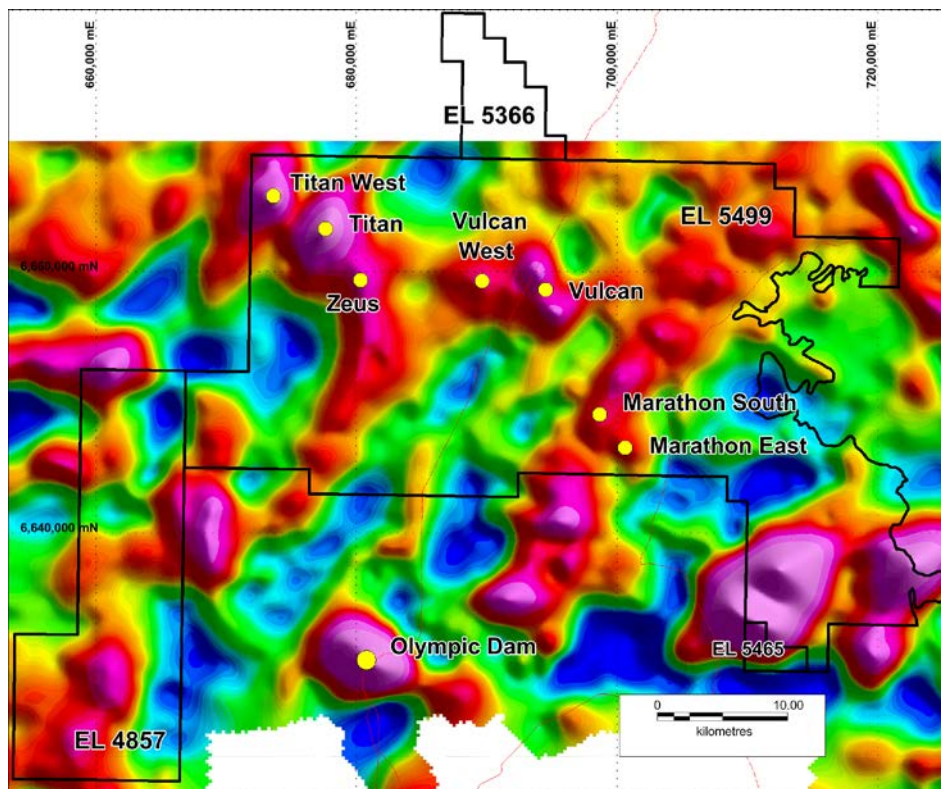 660,000 mE
680,000 mE
700,000 mE
720,000 mE
EL 5366
Titan West
EL 5499
Titan
Vulcan
West
6,660,000 mN
Zeus
Vulcan
Marathon South
Marathon East
6,640,000 mN
Olympic Dam
EL 5465
0 10.00
kilometres
EL 4857